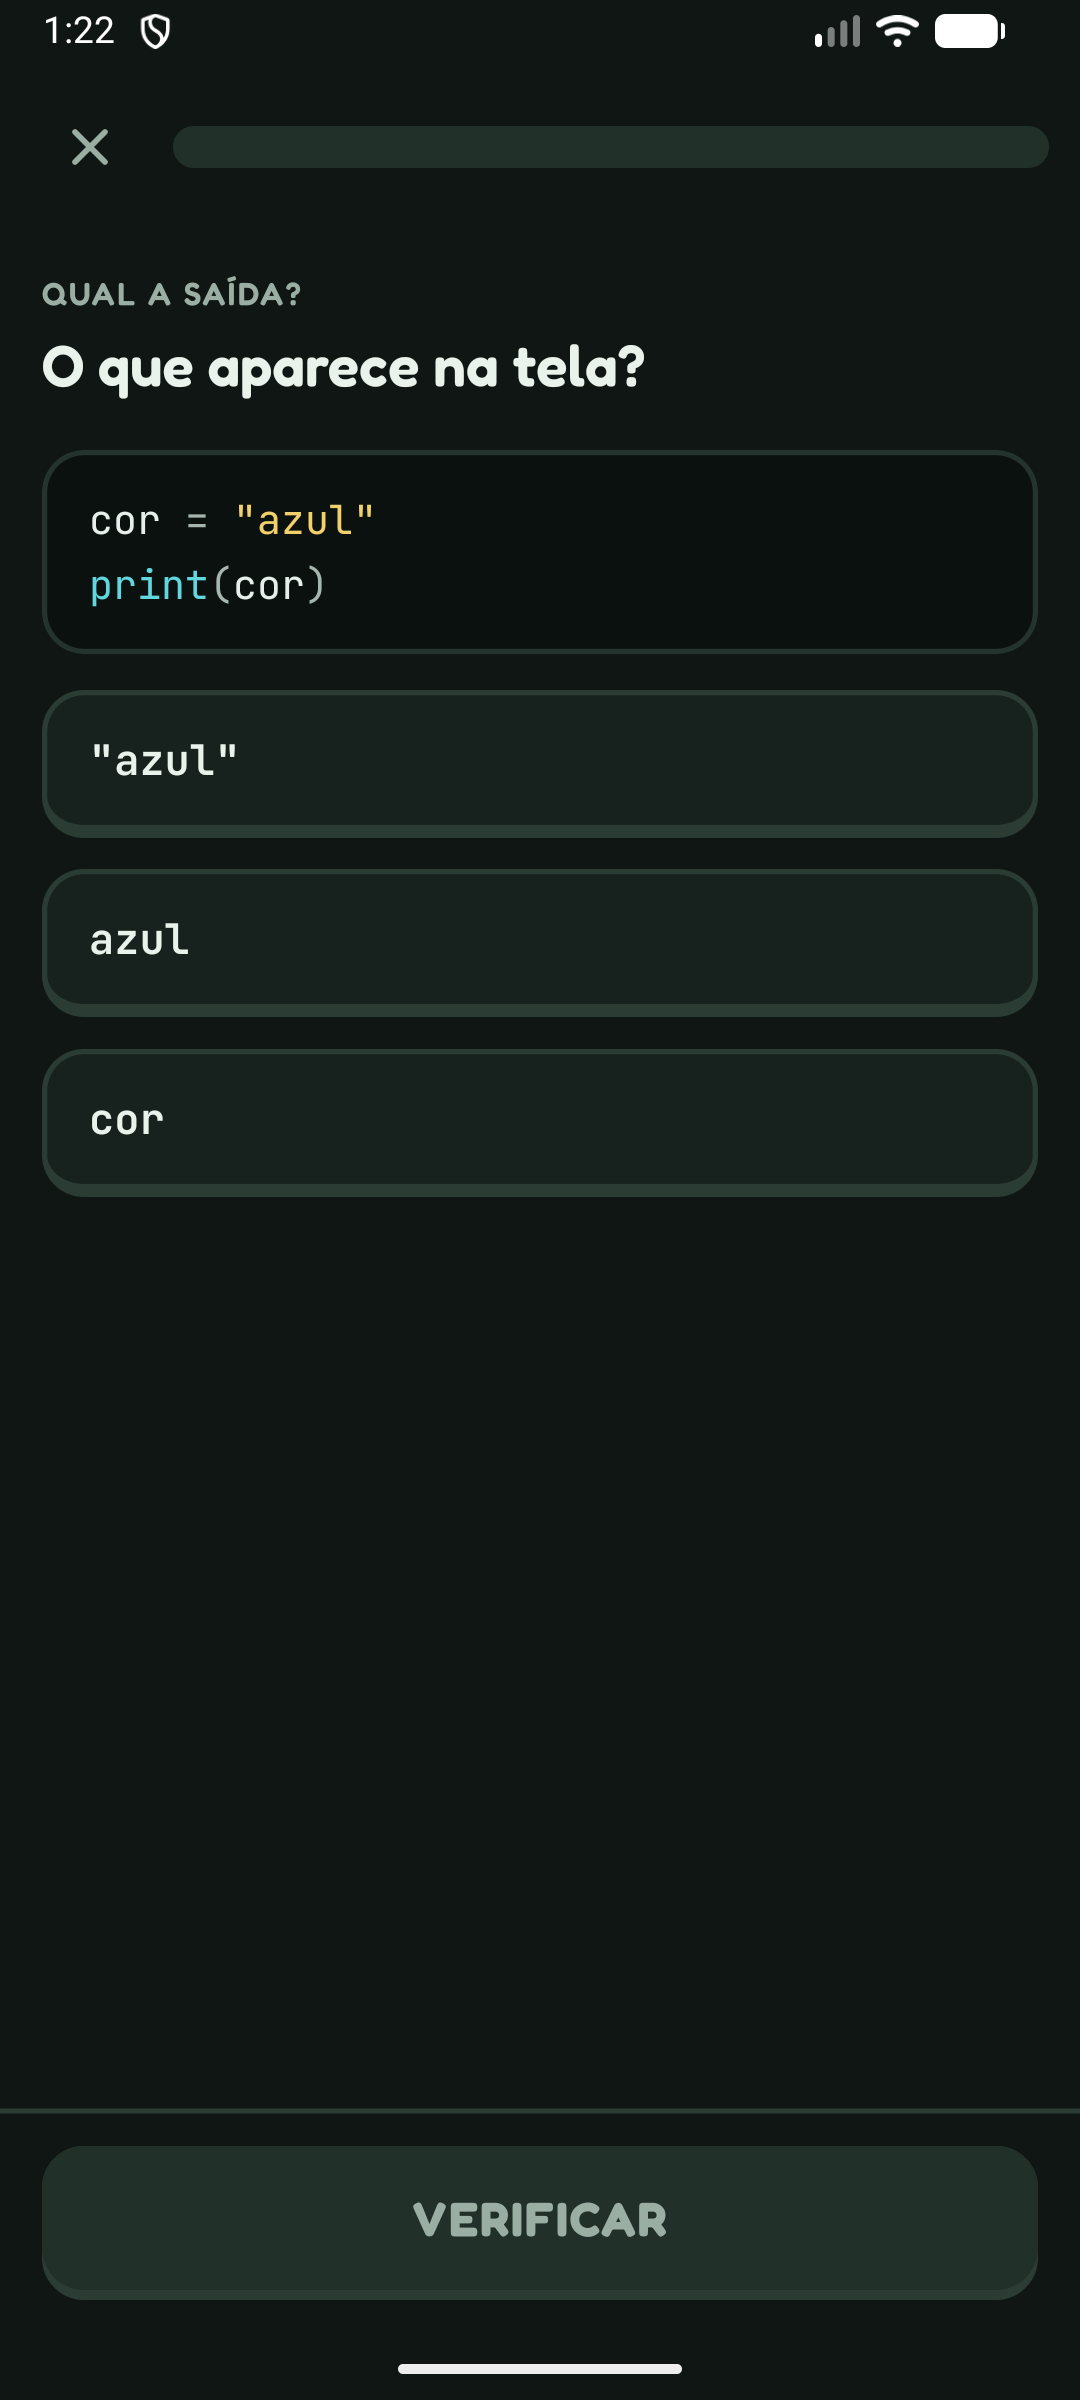 1:22
QUAL A SAÍDA?
O que aparece na tela?
cor = "azul"
print(cor)
"azul"
azul
cor
VERIFICAR